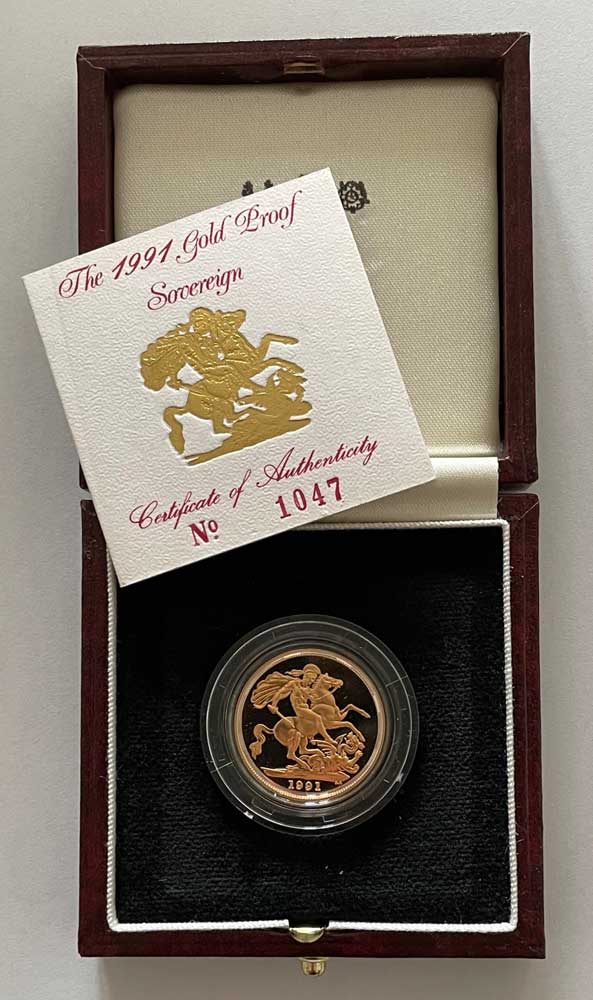 The 1991 Gold Proof
Sovereign
Certificate of Authenticity
No 1047
1991